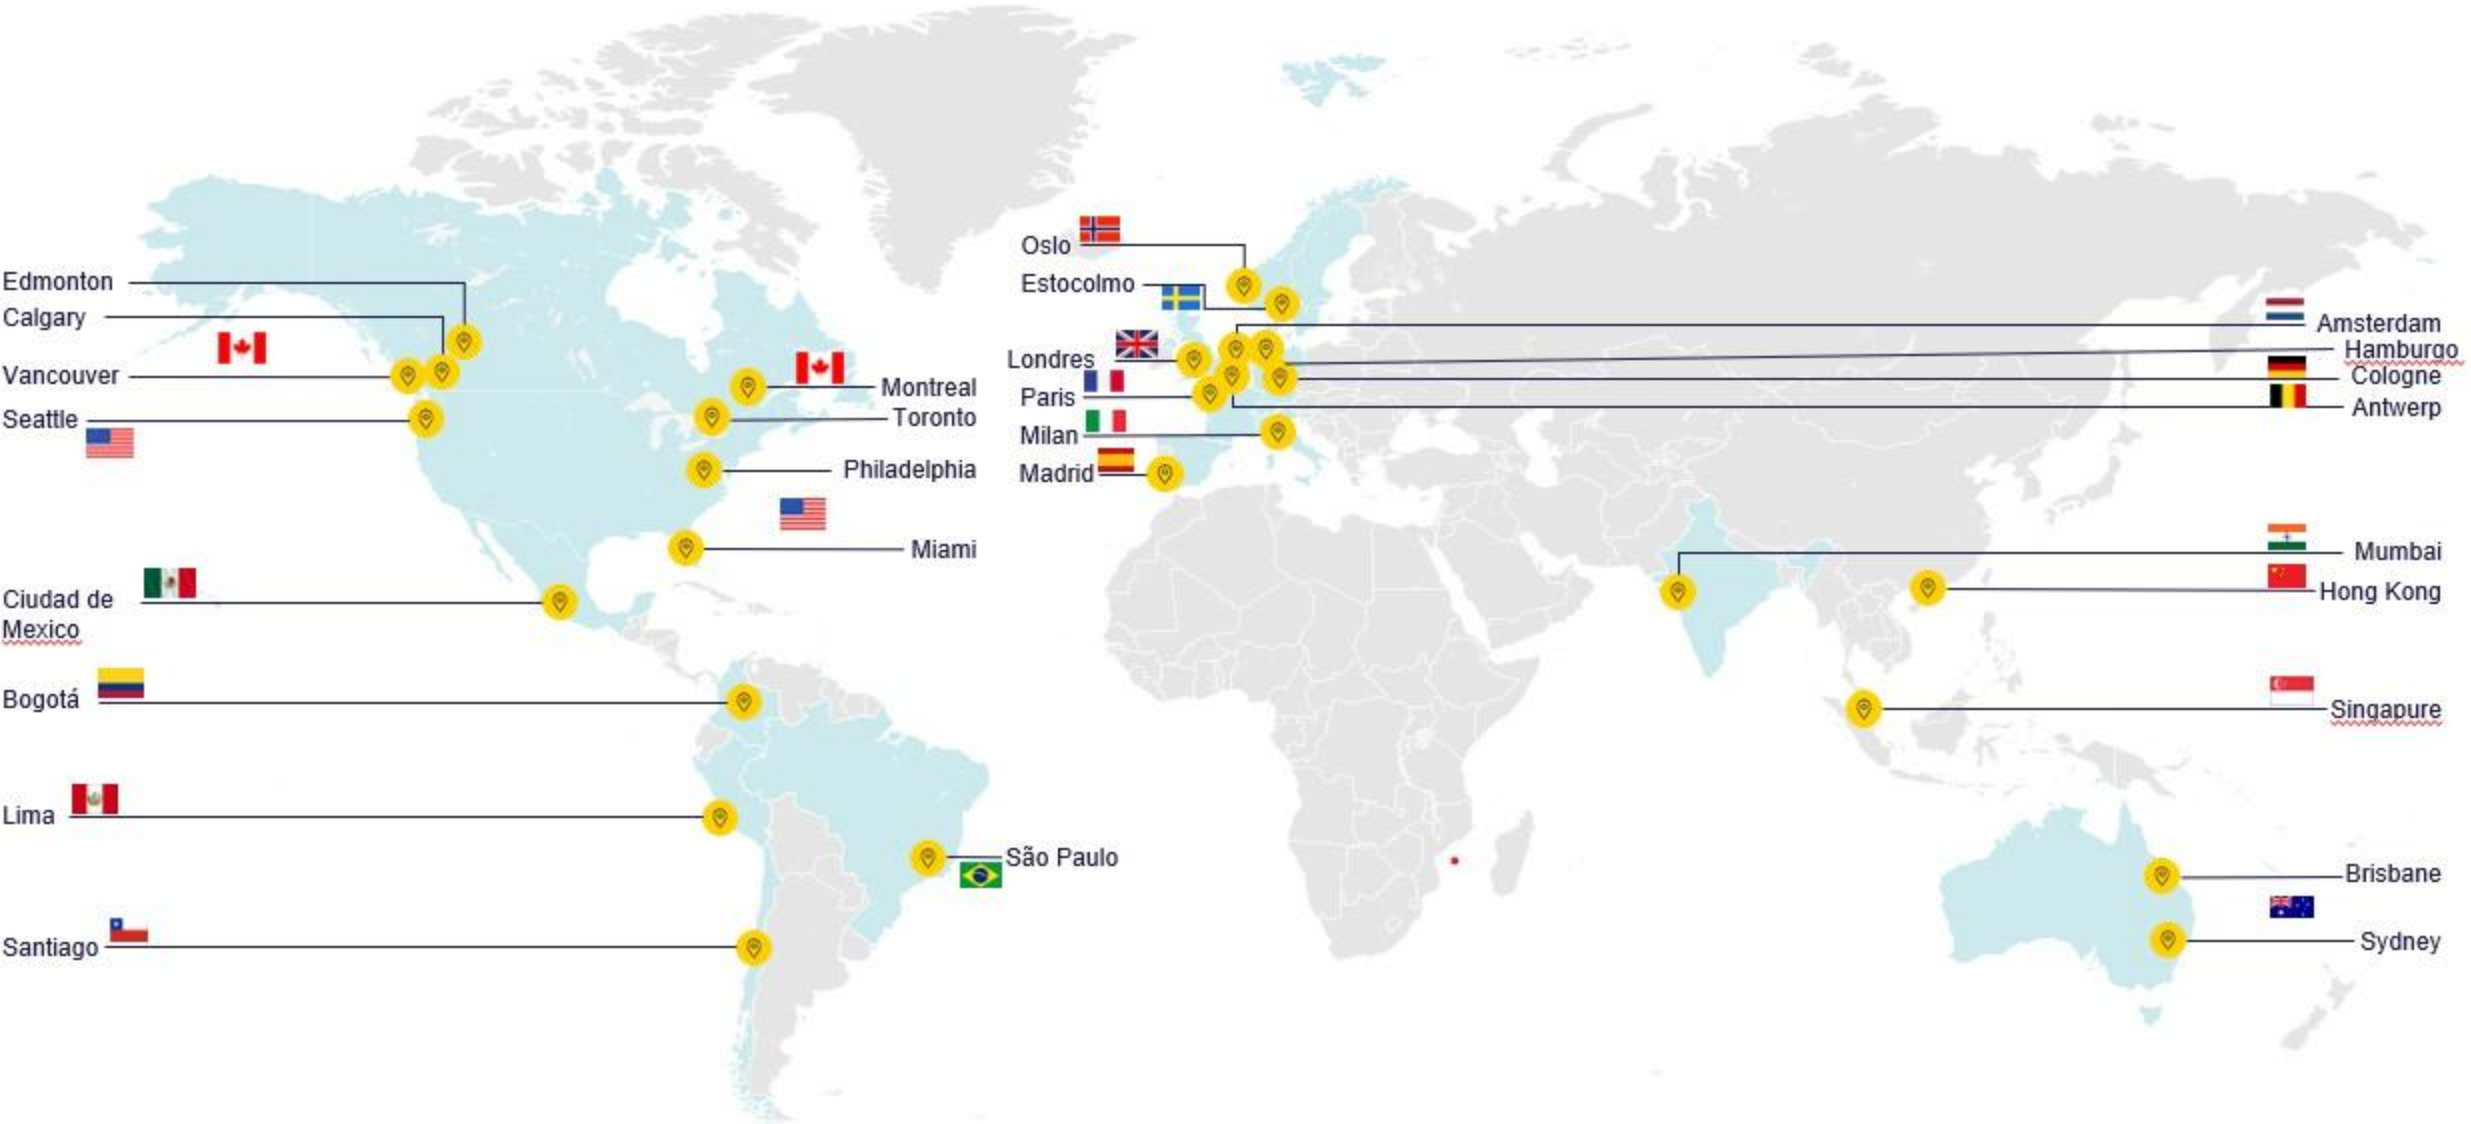 Edmonton
Calgary
Vancouver
Seattle
Ciudad de
Mexico
Bogotá
Lima
Santiago
Montreal
Toronto
Philadelphia
Miami
São Paulo
Oslo
Estocolmo
Londres
Paris
Milan
Madrid
Amsterdam
Hamburgo
Cologne
Antwerp
Mumbai
Hong Kong
Singapure
Brisbane
Sydney